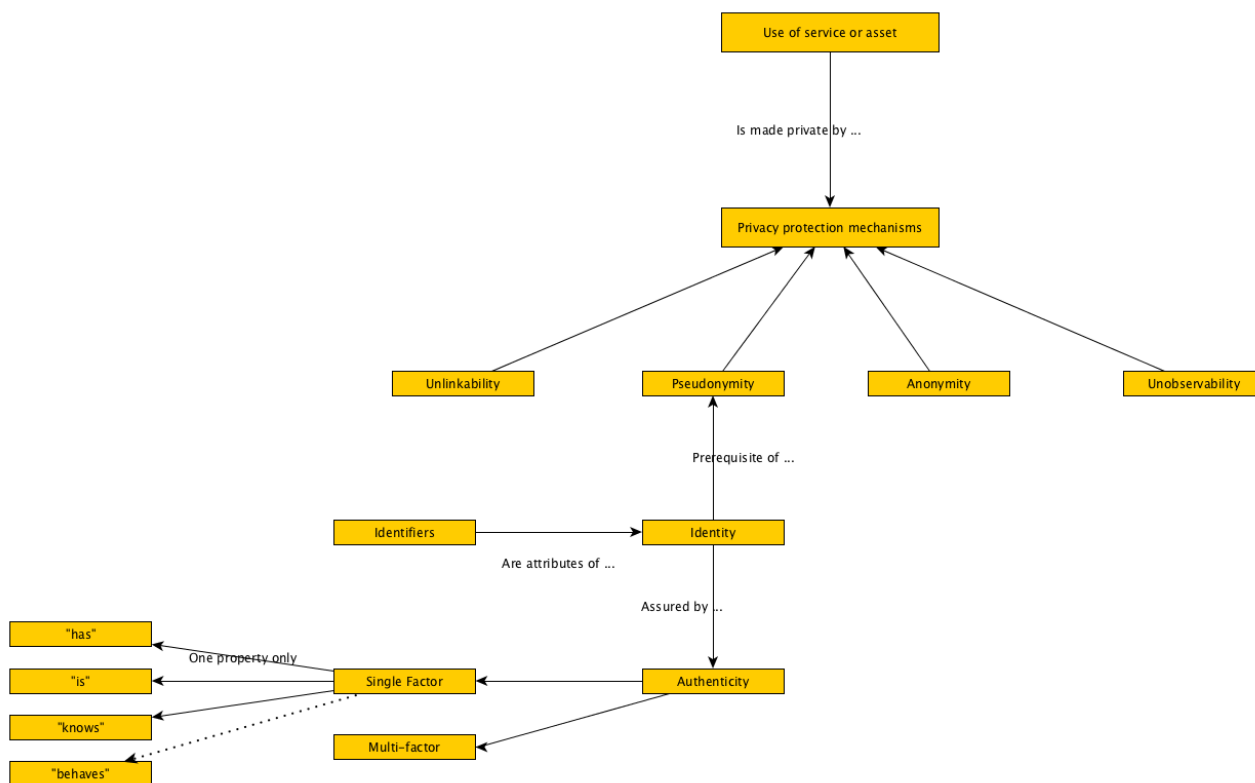 Use of service or asset
Is made private by ...
Privacy protection mechanisms
Unlinkability
Pseudonymity
Anonymity
Unobservability
Prerequisite of ...
Identifiers
Identity
Are attributes of ...
Assured by ...
"has"
One property only
"is"
Single Factor
Authenticity
"knows"
Multi-factor
"behaves"